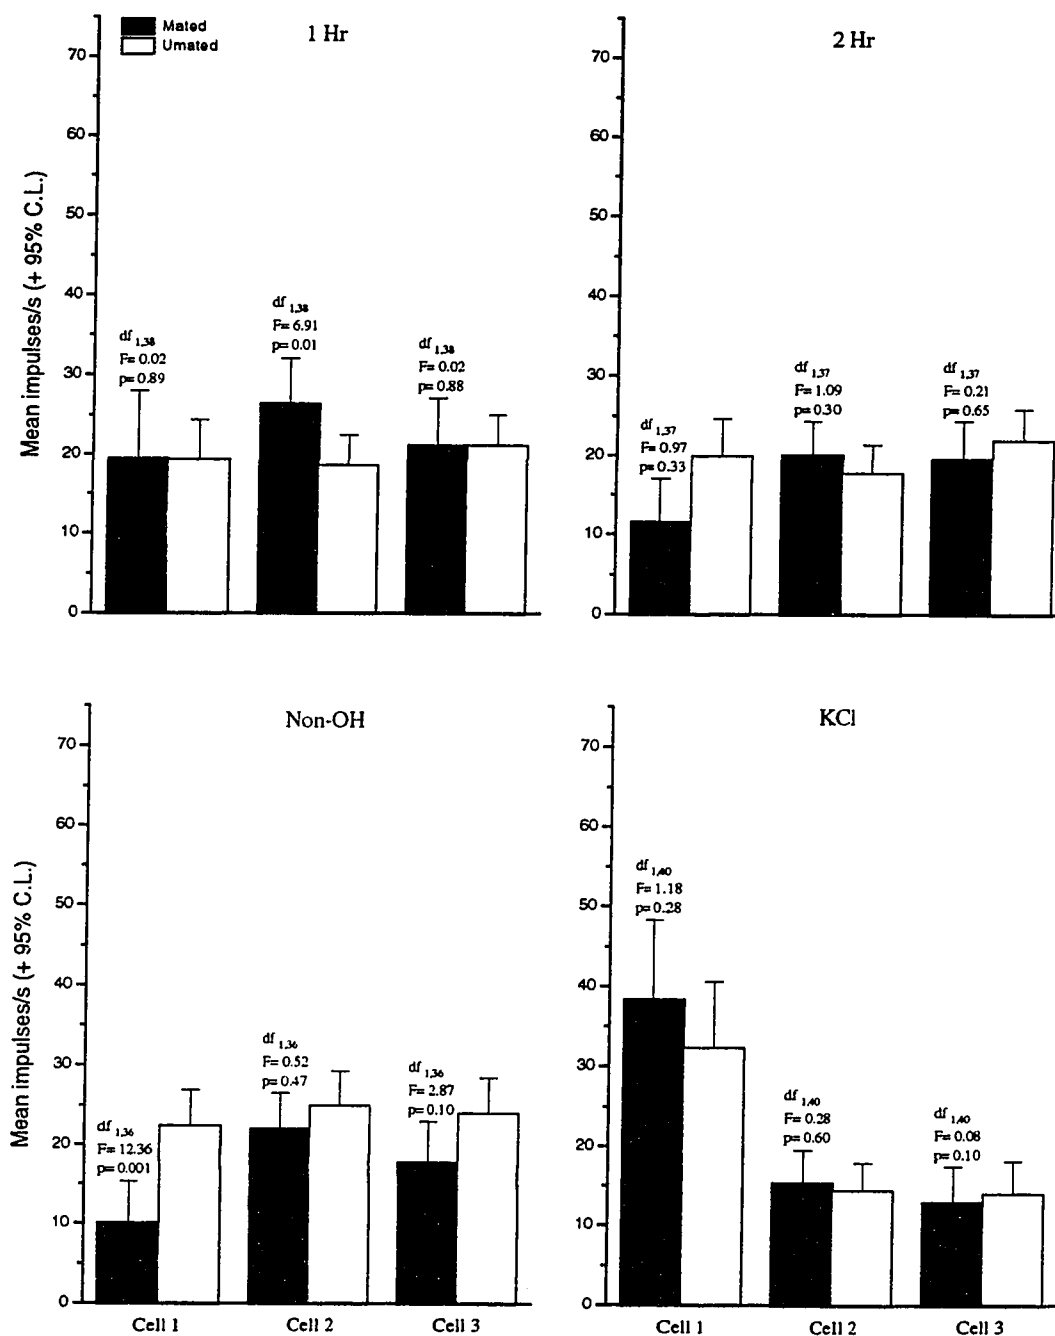 Mated
Umated
1 Hr
Mean impulses/s (+ 95% C.L.)
70
60
50
40
30
20
10
0
df 1,38
F= 0.02
p= 0.89
df 1,38
F= 6.91
p= 0.01
df 1,38
F= 0.02
p= 0.88
2 Hr
70
60
50
40
30
20
10
0
df 1,37
F= 0.97
p= 0.33
df 1,37
F= 1.09
p= 0.30
df 1,37
F= 0.21
p= 0.65
Non-OH
Mean impulses/s (+ 95% C.L.)
70
60
50
40
30
20
10
0
df 1,36
F= 12.36
p= 0.001
df 1,36
F= 0.52
p= 0.47
df 1,36
F= 2.87
p= 0.10
Cell 1
Cell 2
Cell 3
KCl
70
60
50
40
30
20
10
0
df 1,40
F= 1.18
p= 0.28
df 1,40
F= 0.28
p= 0.60
df 1,40
F= 0.08
p= 0.10
Cell 1
Cell 2
Cell 3